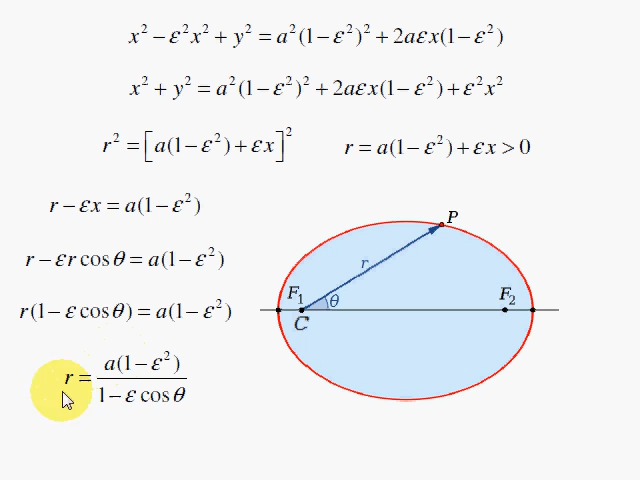 x² − ε²x² + y² = a²(1−ε²)² + 2aεx(1−ε²)
x² + y² = a²(1−ε²)² + 2aεx(1−ε²) + ε²x²
r² = [a(1−ε²) + εx]² r = a(1−ε²) + εx > 0
r − εx = a(1−ε²)
r − εr cos θ = a(1−ε²)
r(1− ε cos θ) = a(1−ε²)
r = a(1−ε²) / 1− ε cos θ
P
r
F₁ θ F₂
C